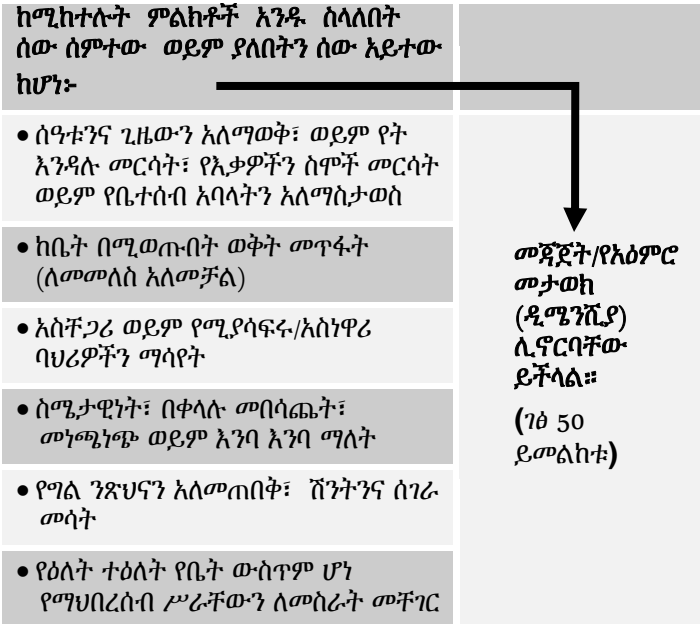 ከሚከተሉት ምልክቶች አንዱ ስላለበት
ሰው ሰምተው ወይም ያለበትን ሰው አይተው
ከሆነ፦
• ሰዓቱንና ጊዜውን አለማወቅ፣ ወይም የት
እንዳሉ መርሳት፣ የእቃዎችን ስሞች መርሳት
ወይም የቤተሰብ አባላትን አለማስታወስ
• ከቤት በሚወጡበት ወቅት መጥፋት
(ለመመለስ አለመቻል)
• አስቸጋሪ ወይም የሚያሳፍሩ/አስነዋሪ
ባህሪዎችን ማሳየት
• ስሜታዊነት፣ በቀላሉ መበሳጨት፣
መነጫነጭ ወይም እንባ እንባ ማለት
• የግል ንጽህናን አለመጠበቅ፣ ሽንትንና ሰገራ
መሳት
• የዕለት ተዕለት የቤት ውስጥም ሆነ
የማህበረሰብ ሥራቸውን ለመስራት መቸገር
መጃጀት/የአዕምሮ
መታወክ
(ዲሜንሺያ)
ሊኖርባቸው
ይችላል።
(ገፅ 50
ይመልከቱ)